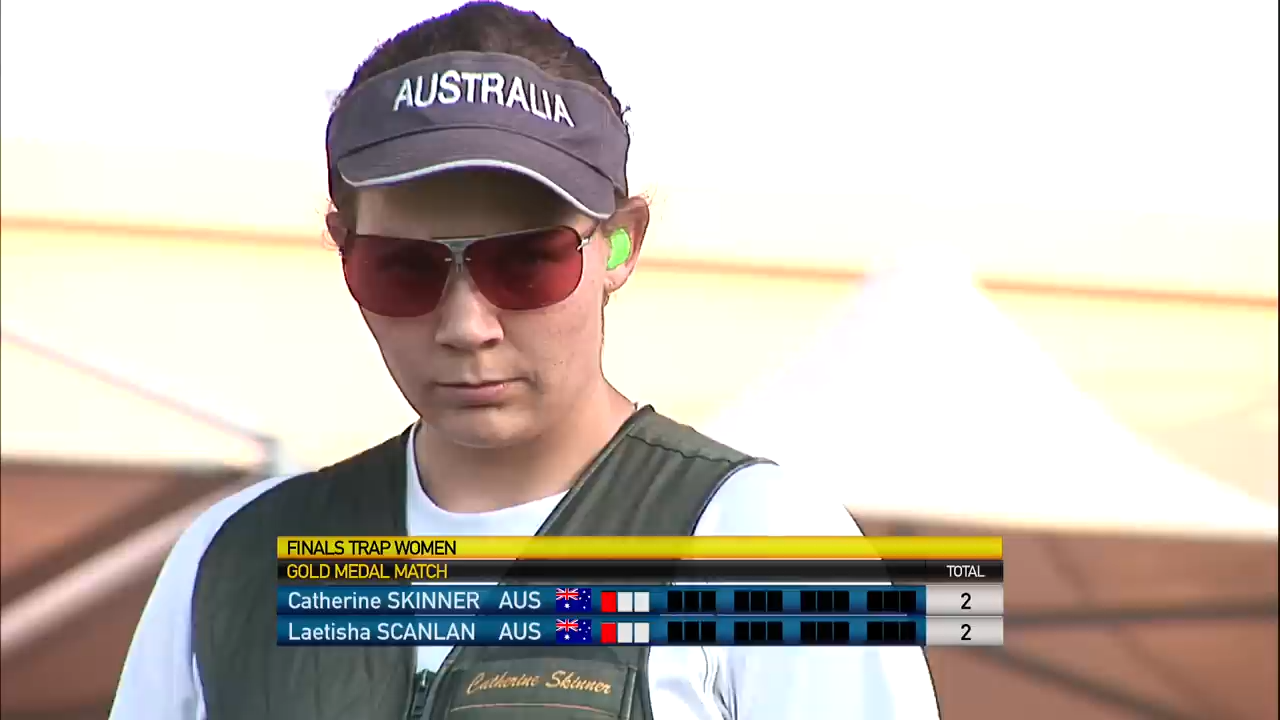 AUSTRALIA
FINALS TRAP WOMEN
GOLD MEDAL MATCH TOTAL
Catherine SKINNER AUS 2
Laetisha SCANLAN AUS 2
Catherine Skinner